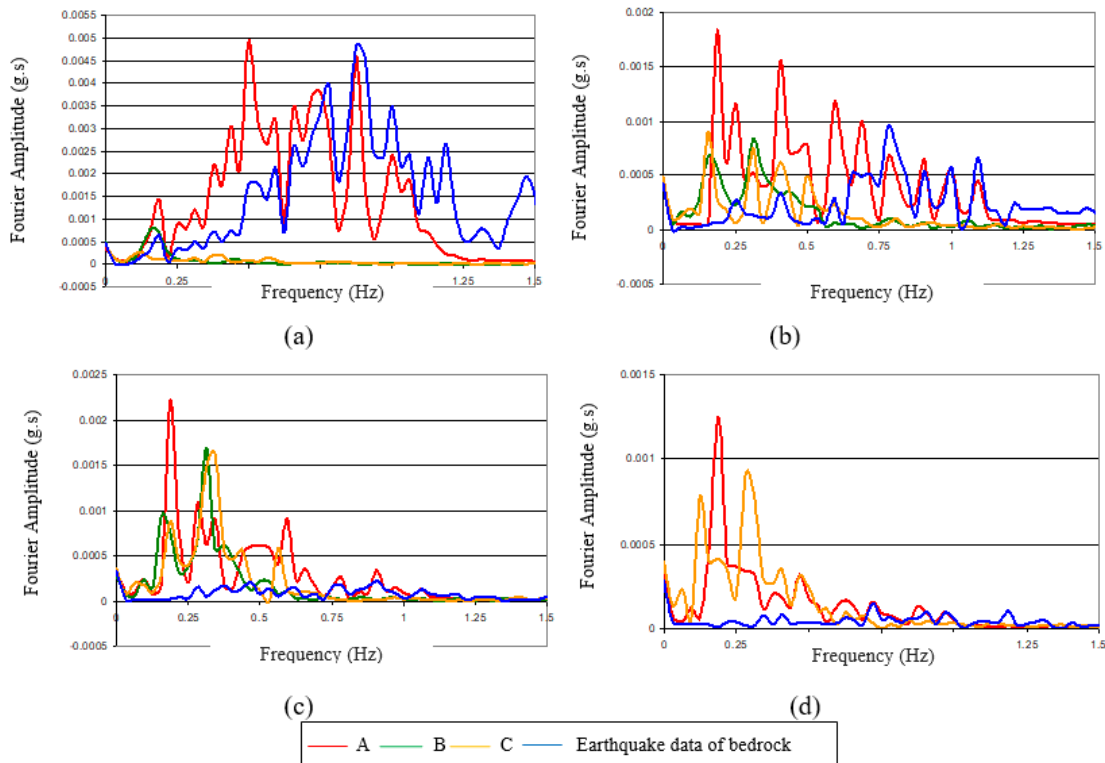 Fourier Amplitude (g.s)
0.0055
0.005
0.0045
0.004
0.0035
0.003
0.0025
0.002
0.0015
0.001
0.0005
0
-0.0005
0 0.25 1.25 1.5
Frequency (Hz)
(a)
Fourier Amplitude (g.s)
0.002
0.0015
0.001
0.0005
0
-0.0005
0 0.25 0.5 0.75 1 1.25 1.5
Frequency (Hz)
(b)
Fourier Amplitude (g.s)
0.0025
0.002
0.0015
0.001
0.0005
0
-0.0005
0 0.25 0.5 0.75 1 1.25 1.5
Frequency (Hz)
(c)
Fourier Amplitude (g.s)
0.0015
0.001
0.0005
0
0 0.25 1.25 1.5
Frequency (Hz)
(d)
A B C Earthquake data of bedrock